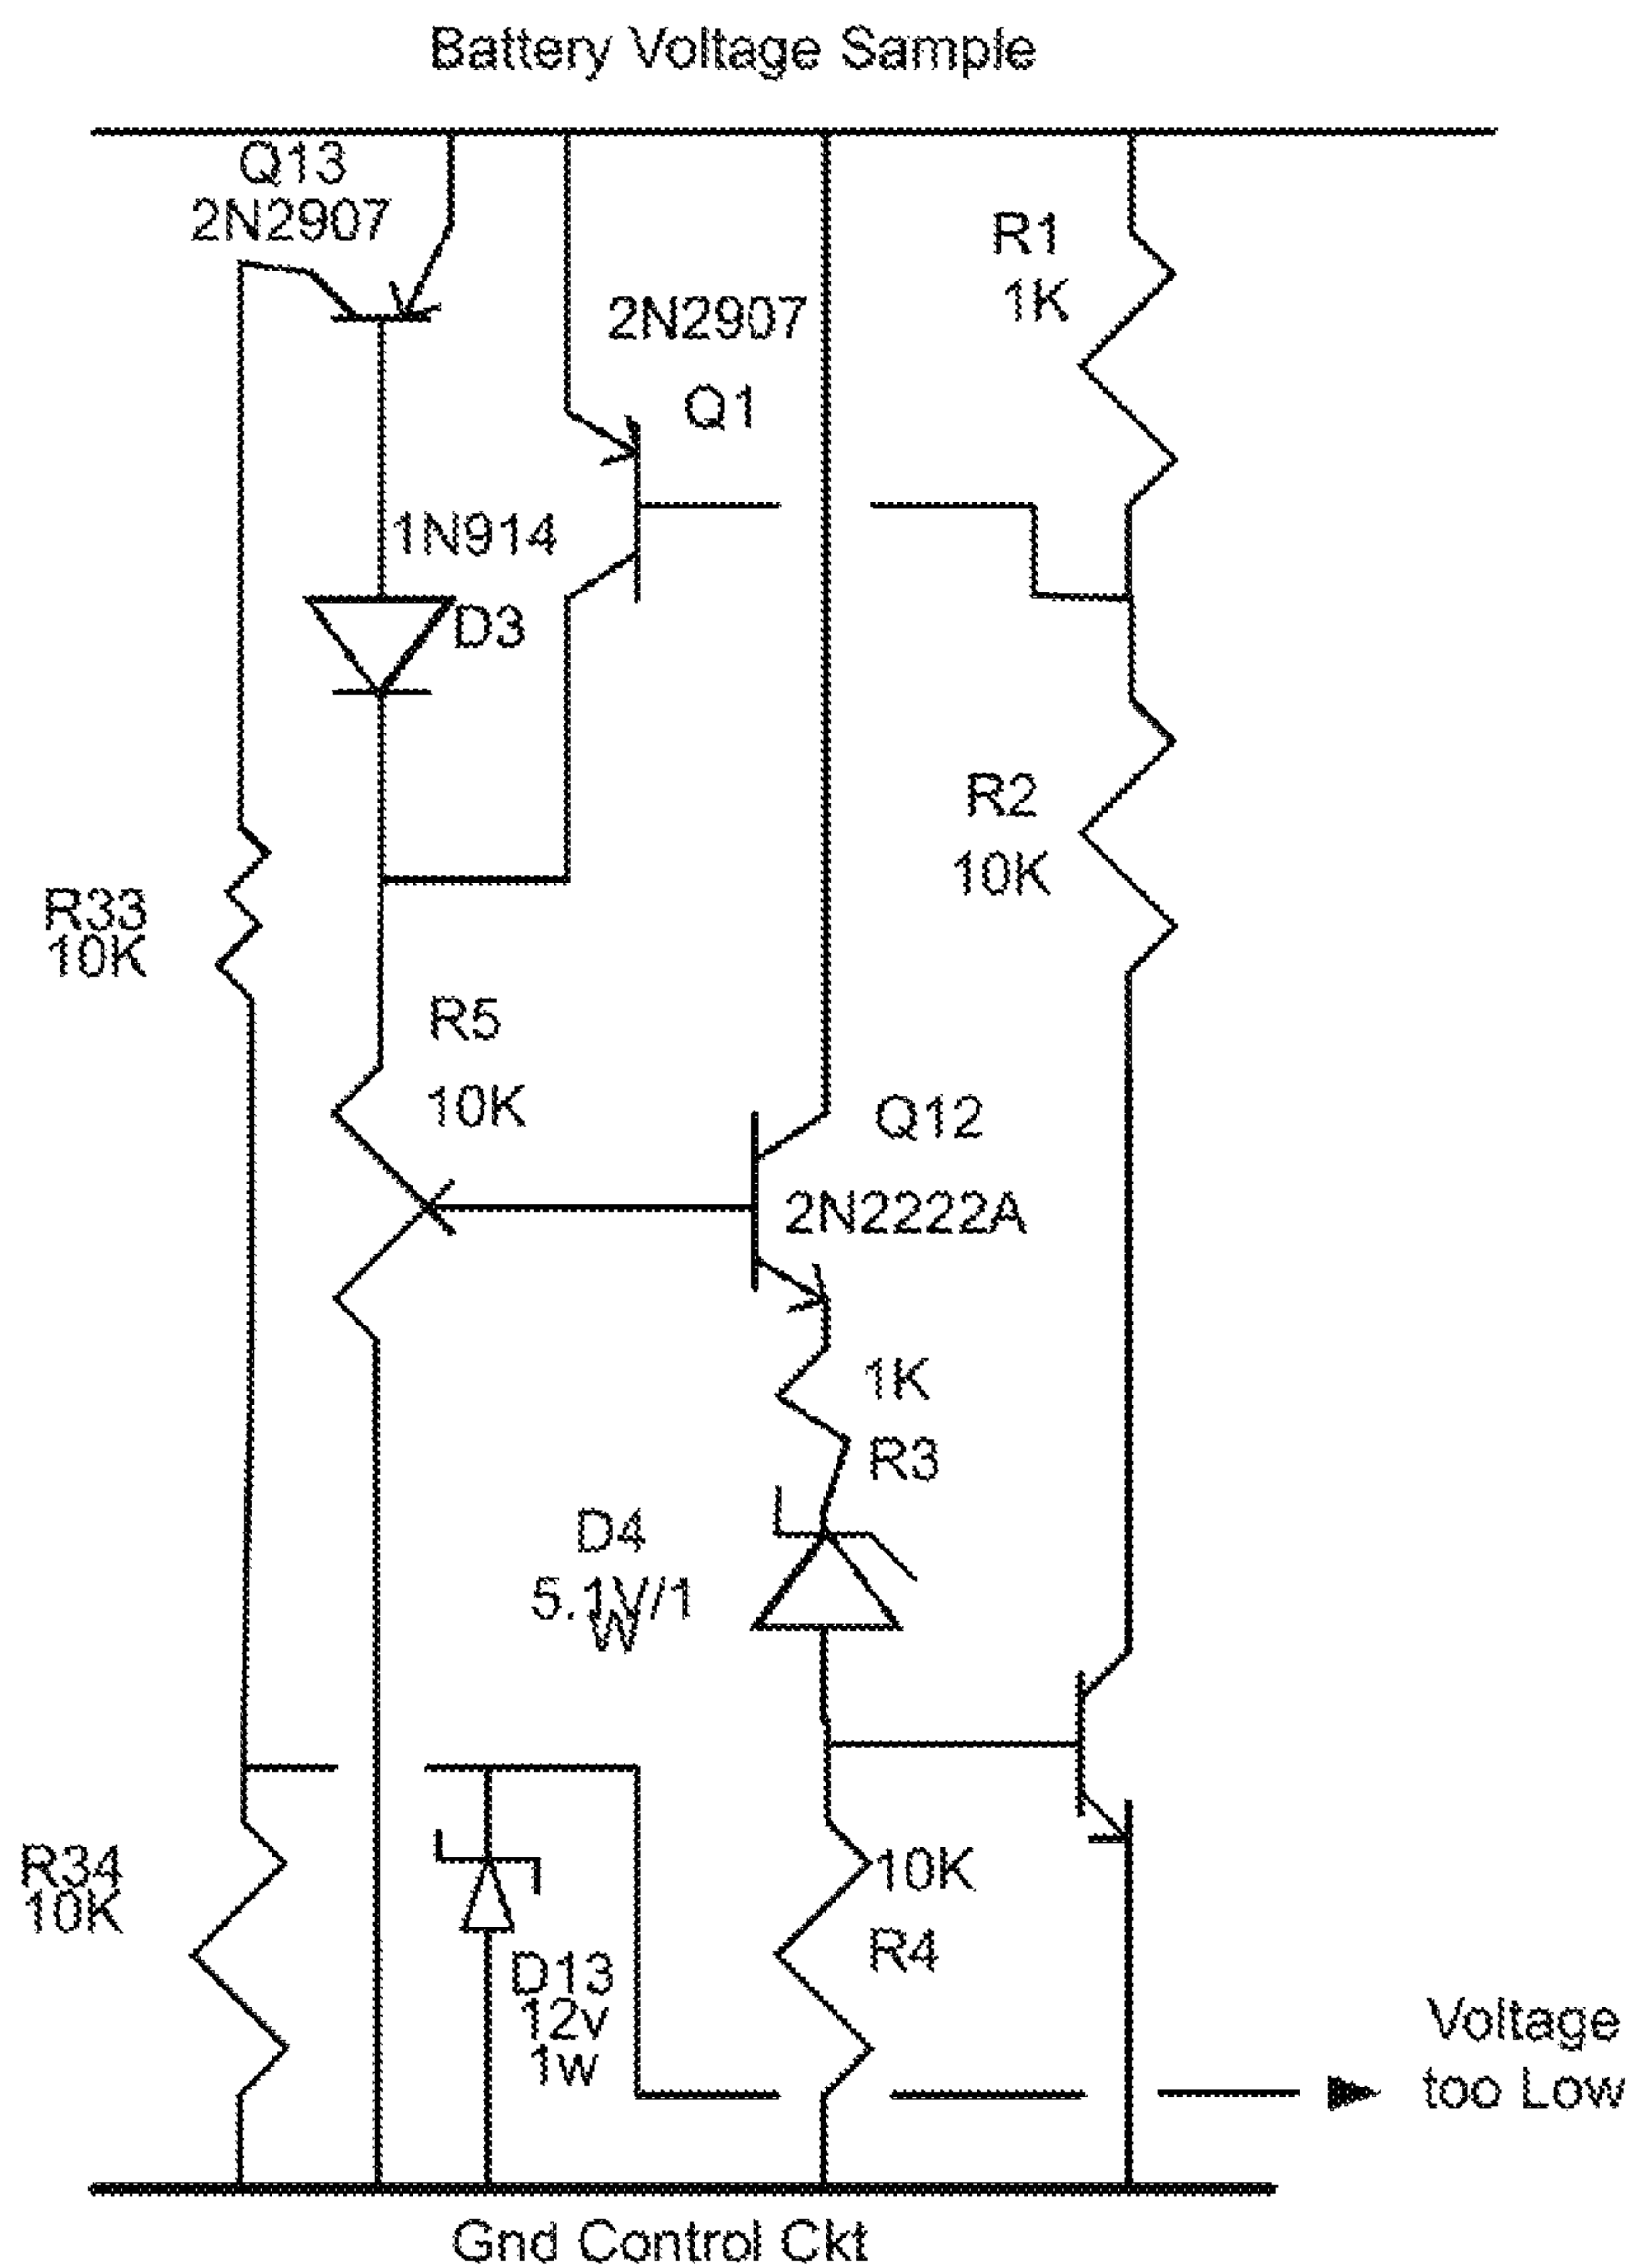 Battery Voltage Sample
Q13
2N2907
R1
1K
2N2907
Q1
1N914
D3
R2
10K
R33
10K
R5
10K
Q12
2N2222A
1K
R3
D4
5.1V/1
W
R34
10K
10K
R4
D13
12v
1w
Voltage
too Low
Gnd Control Ckt